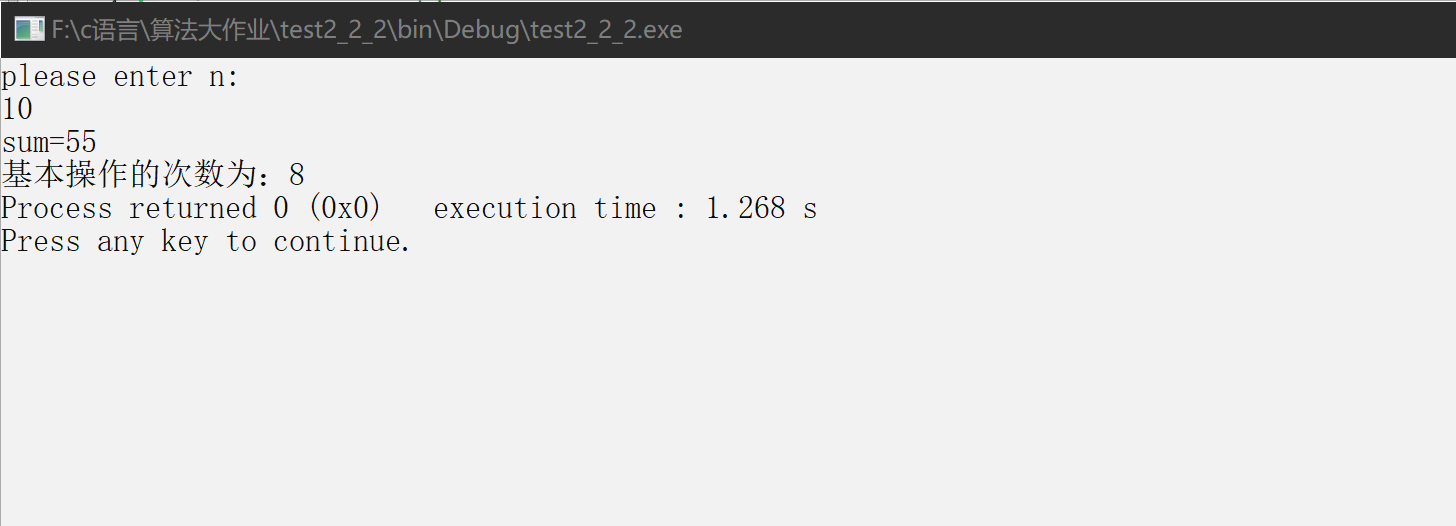 F:\c语言\算法大作业\test2_2_2\bin\Debug\test2_2_2.exe
please enter n:
10
sum=55
基本操作的次数为：8
Process returned 0 (0x0)   execution time : 1.268 s
Press any key to continue.